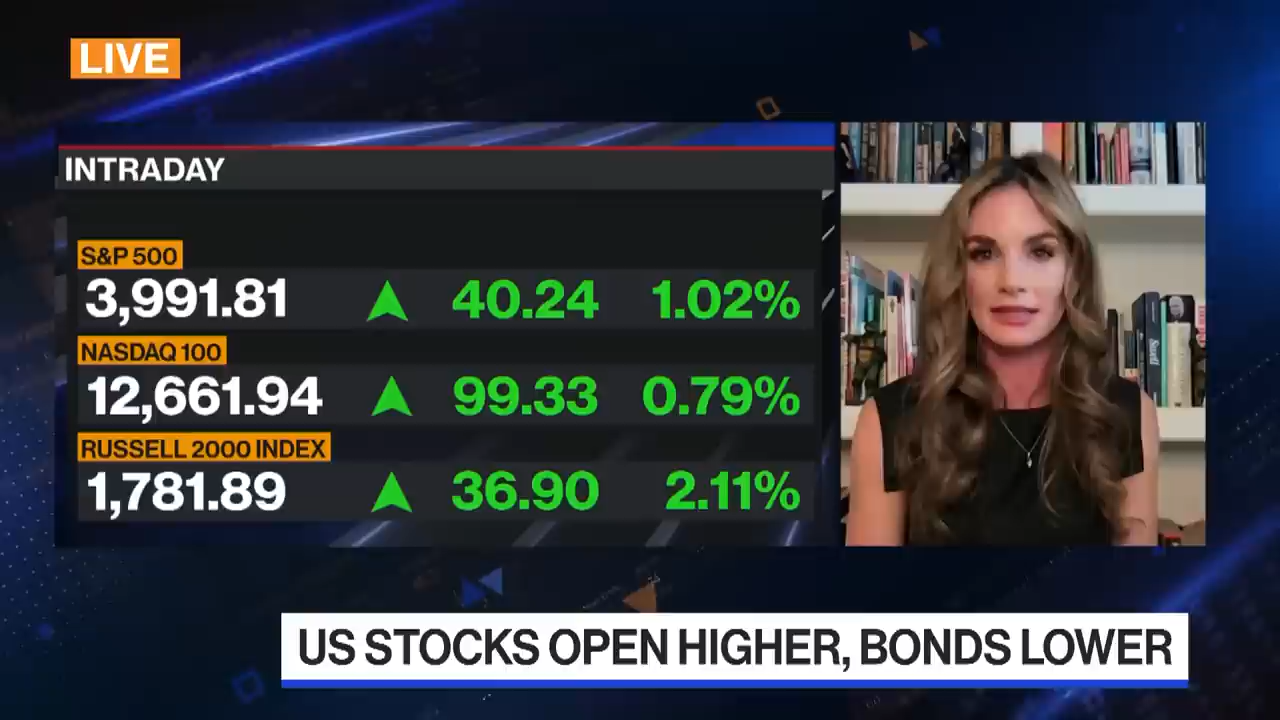 LIVE
INTRADAY
S&P 500
3,991.81 40.24 1.02%
NASDAQ 100
12,661.94 99.33 0.79%
RUSSELL 2000 INDEX
1,781.89 36.90 2.11%
US STOCKS OPEN HIGHER, BONDS LOWER